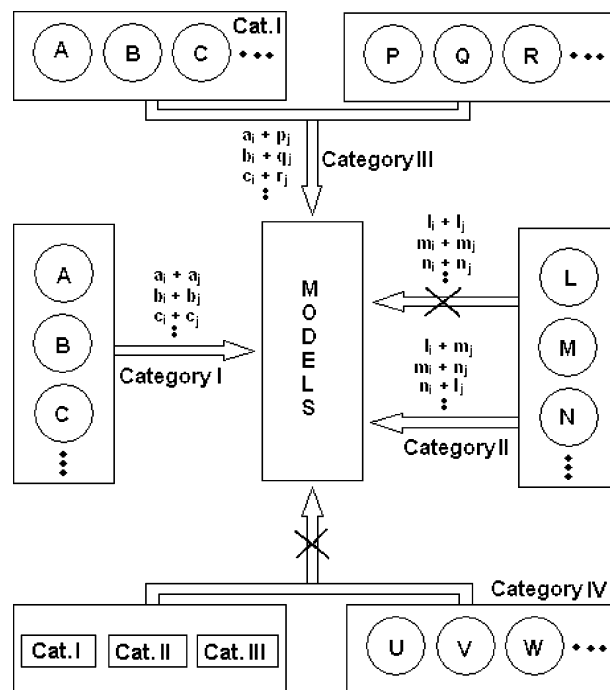 Cat. I
A B C
P Q R
a_i + p_j
b_i + q_j
c_i + r_j
Category III
A
B
C
a_i + a_j
b_i + b_j
c_i + c_j
Category I
MODELS
l_i + l_j
m_i + m_j
n_i + n_j
l_i + m_j
m_i + n_j
n_i + l_j
Category II
L
M
N
Category IV
Cat. I Cat. II Cat. III
U V W